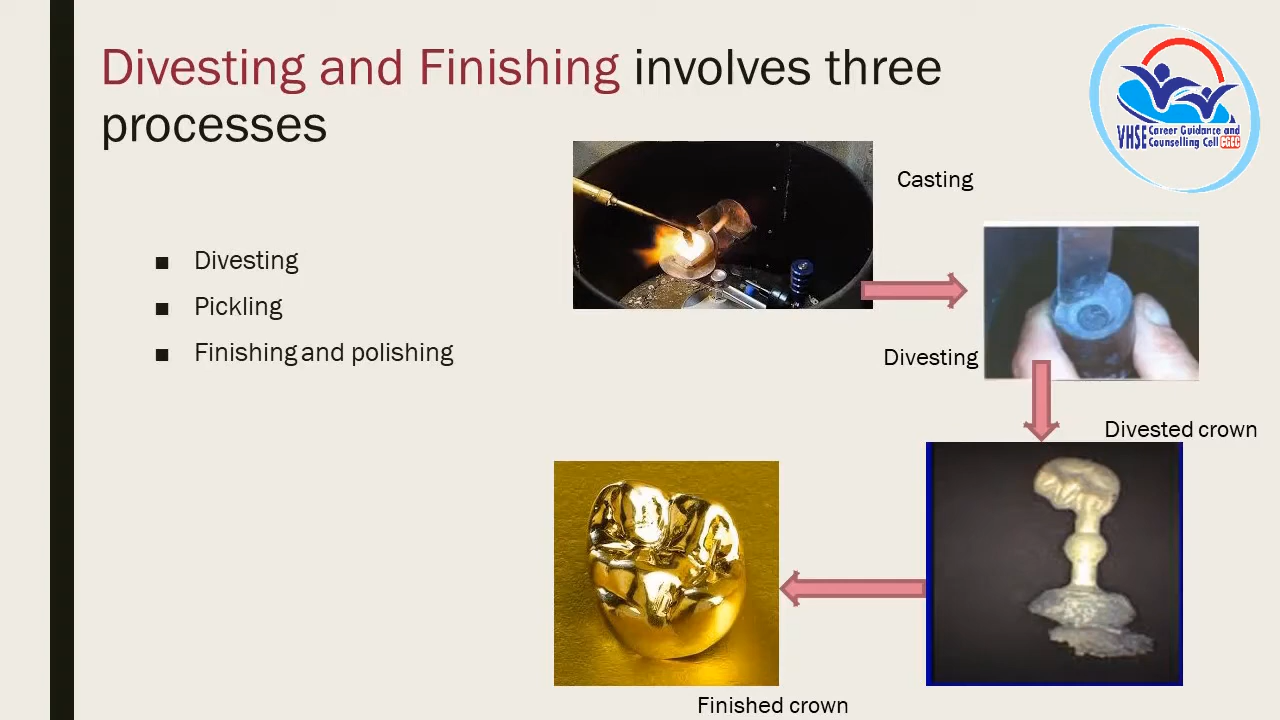 Divesting and Finishing involves three
processes
VHSE Career Guidance and
Counselling Cell CGCC
Casting
■ Divesting
■ Pickling
■ Finishing and polishing
Divesting
Divested crown
Finished crown